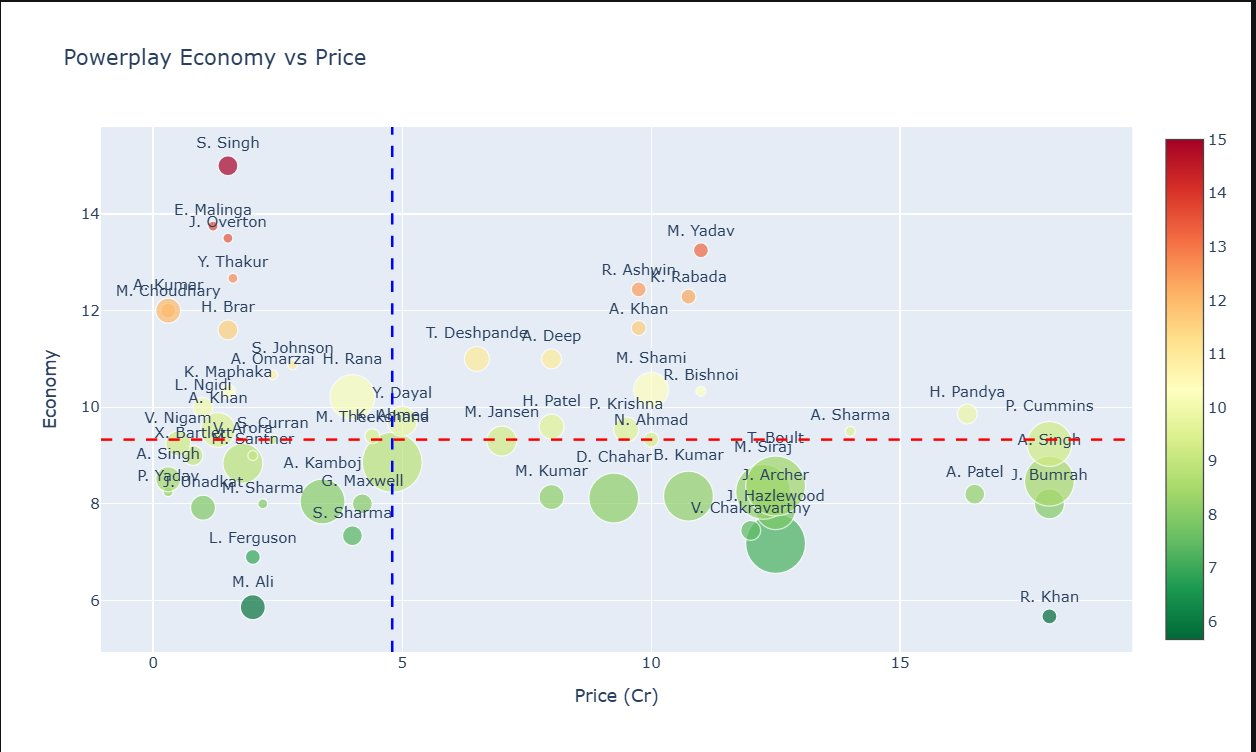 Powerplay Economy vs Price
S. Singh
E. Malinga
J. Overton
Y. Thakur
A. Kumar
M. Choudhary
H. Brar
S. Johnson
A. Omarzai
H. Rana
K. Maphaka
L. Ngidi
A. Khan
Y. Dayal
V. Nigam
S. Curran
M. Theekshana
K. Ahmed
X. Bartlett
V. Arora
M. Santner
A. Singh
A. Kamboj
P. Yadav
J. Unadkat
M. Sharma
G. Maxwell
S. Sharma
L. Ferguson
M. Ali
M. Yadav
R. Ashwin
K. Rabada
A. Khan
T. Deshpande
A. Deep
M. Shami
R. Bishnoi
H. Patel
P. Krishna
M. Jansen
N. Ahmad
A. Sharma
H. Pandya
P. Cummins
T. Boult
M. Siraj
A. Singh
D. Chahar
B. Kumar
M. Kumar
J. Archer
A. Patel
J. Bumrah
J. Hazlewood
V. Chakravarthy
R. Khan
Economy
14
12
10
8
6
0
5
10
15
Price (Cr)
15
14
13
12
11
10
9
8
7
6